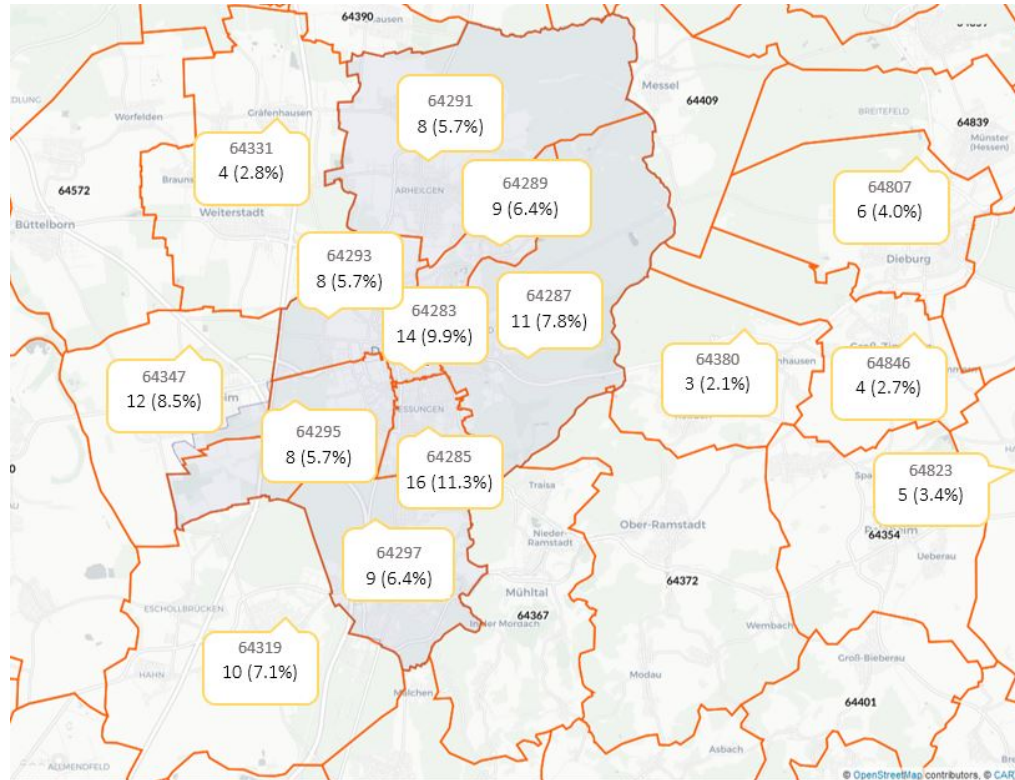 64390
64291
8 (5.7%)
Messel
64409
BREITEFELD
64839
Münster
(Hessen)
Worfelden
Gräfenhausen
64331
4 (2.8%)
Weiterstadt
64572
Büttelborn
ARHEILGEN
64289
9 (6.4%)
64807
6 (4.0%)
Dieburg
64293
8 (5.7%)
64283
14 (9.9%)
64287
11 (7.8%)
64347
12 (8.5%)
64380
3 (2.1%)
64846
4 (2.7%)
64295
8 (5.7%)
64285
16 (11.3%)
64823
5 (3.4%)
64354
Ueberau
Traisa
Nieder-
Ramstadt
Ober-Ramstadt
64297
9 (6.4%)
Mühltal
64367
In der Mordach
64372
Wembach
ESCHOLLBRÜCKEN
64319
10 (7.1%)
HAHN
Malchen
Modau
Groß-Bieberau
64401
Asbach
ALLMENDFELD
© OpenStreetMap contributors, © CAR